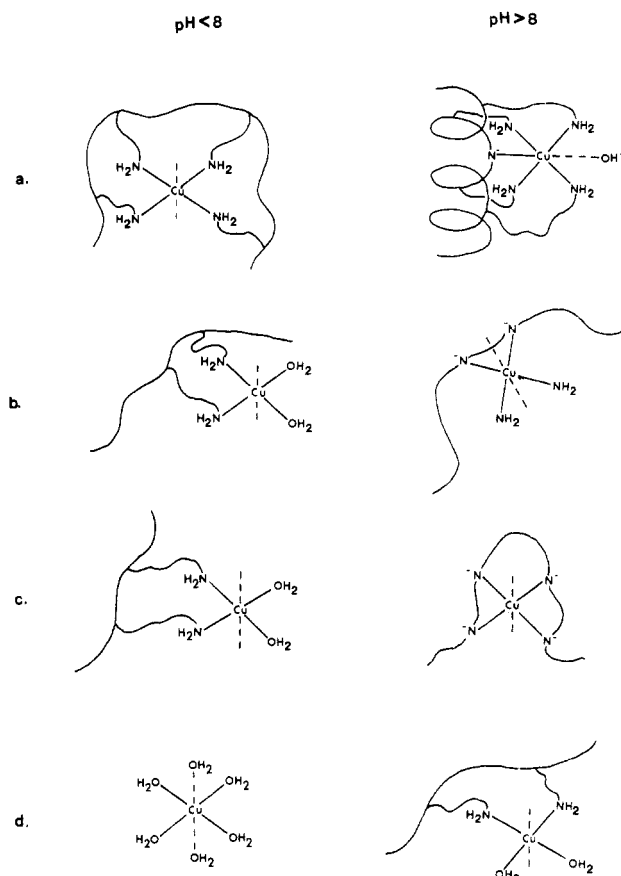 pH<8 pH>8
a.
H₂N NH₂ H₂N NH₂
Cu N⁻ Cu OH⁻
H₂N NH₂ H₂N NH₂
b.
H₂N OH₂ ⁻N N⁻
Cu Cu
H₂N OH₂ NH₂
NH₂
c.
H₂N OH₂ ⁻N N⁻
Cu Cu
H₂N OH₂ ⁻N N⁻
d.
OH₂
H₂O OH₂ H₂N NH₂
Cu Cu
H₂O OH₂ OH₂ OH₂
OH₂